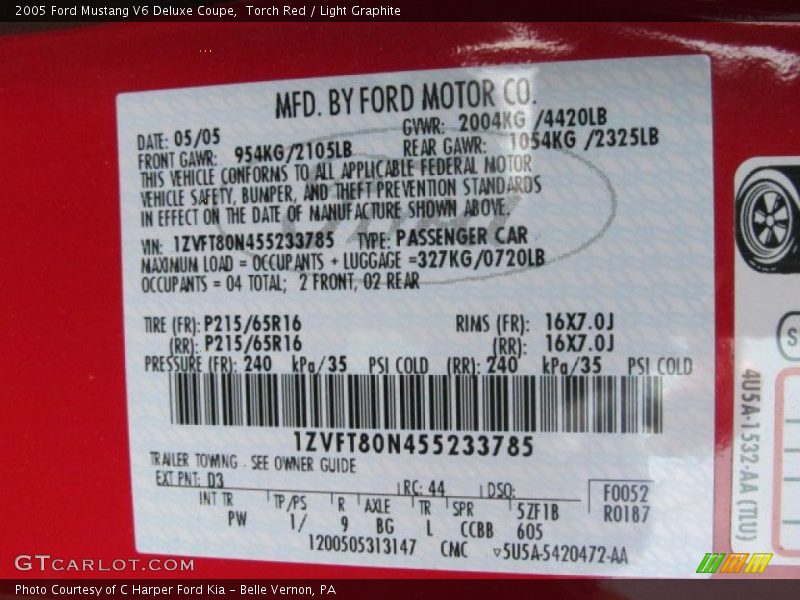 2005 Ford Mustang V6 Deluxe Coupe, Torch Red / Light Graphite
MFD. BY FORD MOTOR CO.
DATE: 05/05
GVWR: 2004KG /4420LB
FRONT GAWR: 954KG/2105LB
REAR GAWR: 1054KG /2325LB
THIS VEHICLE CONFORMS TO ALL APPLICABLE FEDERAL MOTOR
VEHICLE SAFETY, BUMPER, AND THEFT PREVENTION STANDARDS
IN EFFECT ON THE DATE OF MANUFACTURE SHOWN ABOVE.
VIN: 1ZVFT80N455233785 TYPE: PASSENGER CAR
MAXIMUM LOAD = OCCUPANTS + LUGGAGE =327KG/0720LB
OCCUPANTS = 04 TOTAL; 2 FRONT, 02 REAR
TIRE (FR): P215/65R16 RIMS (FR): 16X7.0J
(RR): P215/65R16 (RR): 16X7.0J
PRESSURE (FR): 240 kPa/35 PSI COLD (RR): 240 kPa/35 PSI COLD
1ZVFT80N455233785
TRAILER TOWING - SEE OWNER GUIDE
EXT PNT: D3 RC: 44 DSO: F0052
INT TR TP/PS R AXLE TR SPR 5ZF1B R0187
PW 1/ 9 BG L CCBB 605
1200505313147 CMC ▽5U5A-5420472-AA
4U5A-1532-AA (TLU)
S
GTCARLOT.COM
Photo Courtesy of C Harper Ford Kia - Belle Vernon, PA